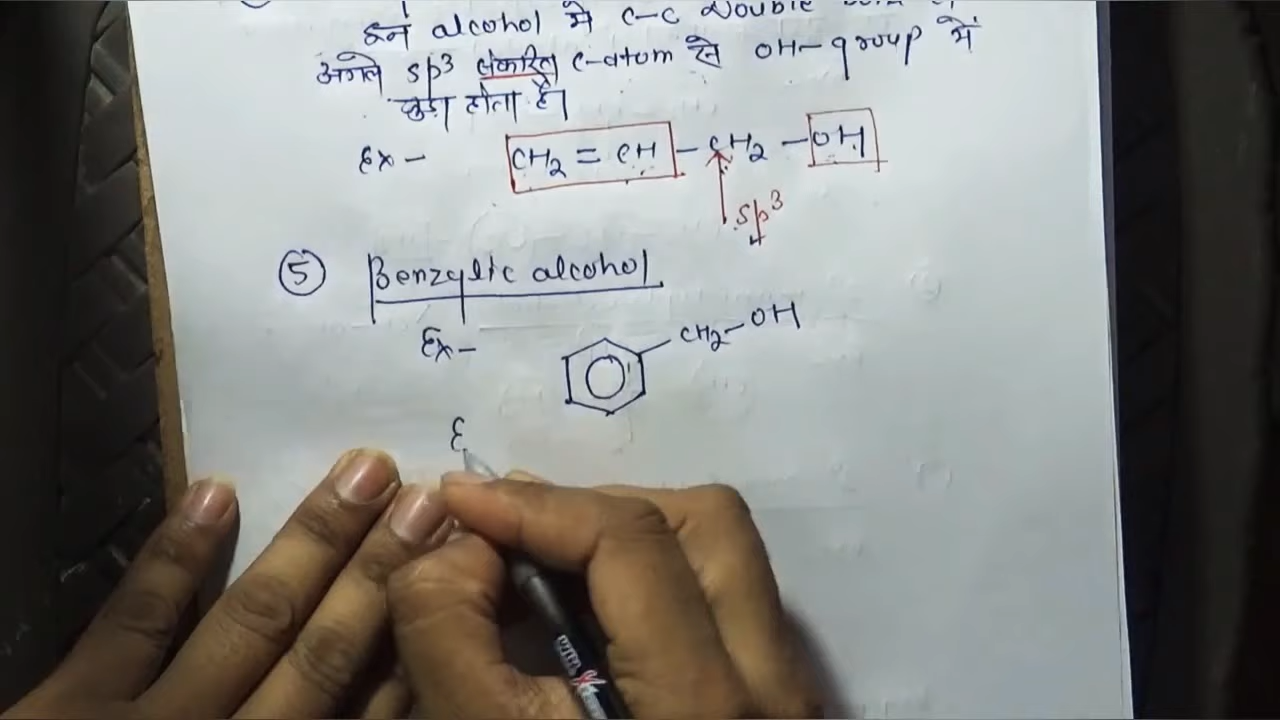 इनं alcohol मे C-C Double
अगले sp³ संकरित C-atom से OH-group में
जुड़ा होता है।
Ex - CH₂ = CH - CH₂ - OH
sp³
⑤ Benzylic alcohol
Ex - CH₂-OH
E